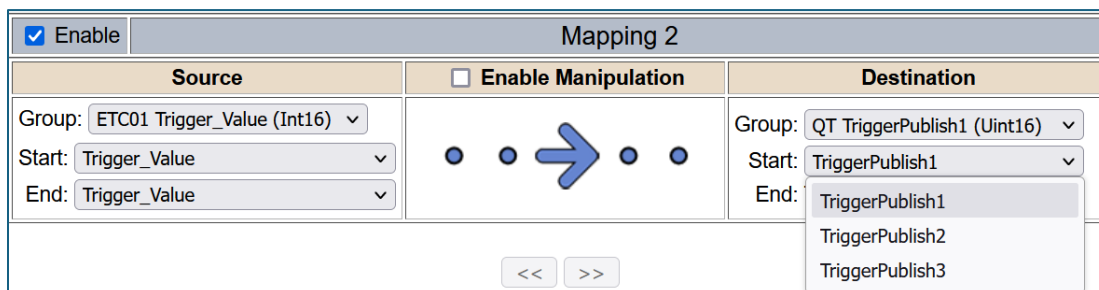 Enable
Mapping 2
Source
Enable Manipulation
Destination
Group: ETC01 Trigger_Value (Int16)
Start: Trigger_Value
End: Trigger_Value
Group: QT TriggerPublish1 (Uint16)
Start: TriggerPublish1
End:
TriggerPublish1
TriggerPublish2
TriggerPublish3
<< >>